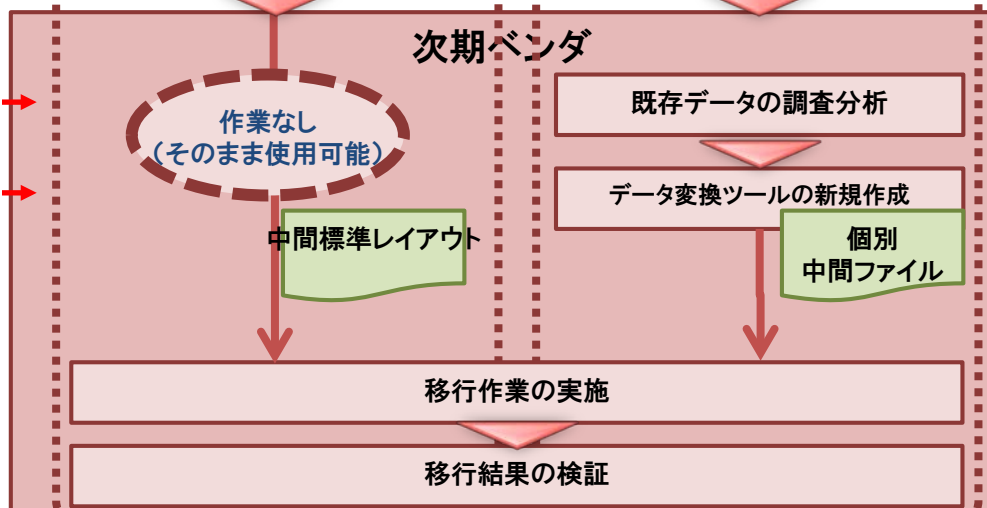 次期ベンダ
作業なし
（そのまま使用可能）
中間標準レイアウト
既存データの調査分析
データ変換ツールの新規作成
個別
中間ファイル
移行作業の実施
移行結果の検証